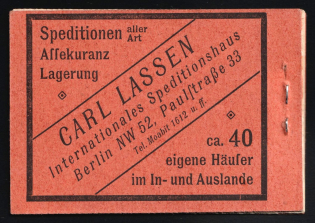 Speditionen aller Art
Assekuranz
Lagerung
CARL LASSEN
Internationales Speditionshaus
Berlin NW 52, Paulstraße 33
Tel. Moabit 1612 u. ff.
ca. 40
eigene Häuser
im In- und Auslande